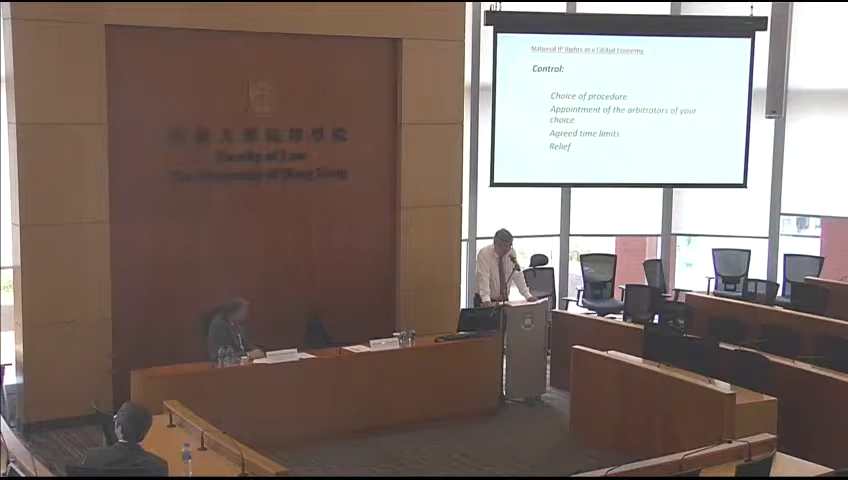 National IP Rights in a Global Economy
Control:
Choice of procedure
Appointment of the arbitrators of your
choice
Agreed time limits
Relief
Faculty of Law
The University of Hong Kong